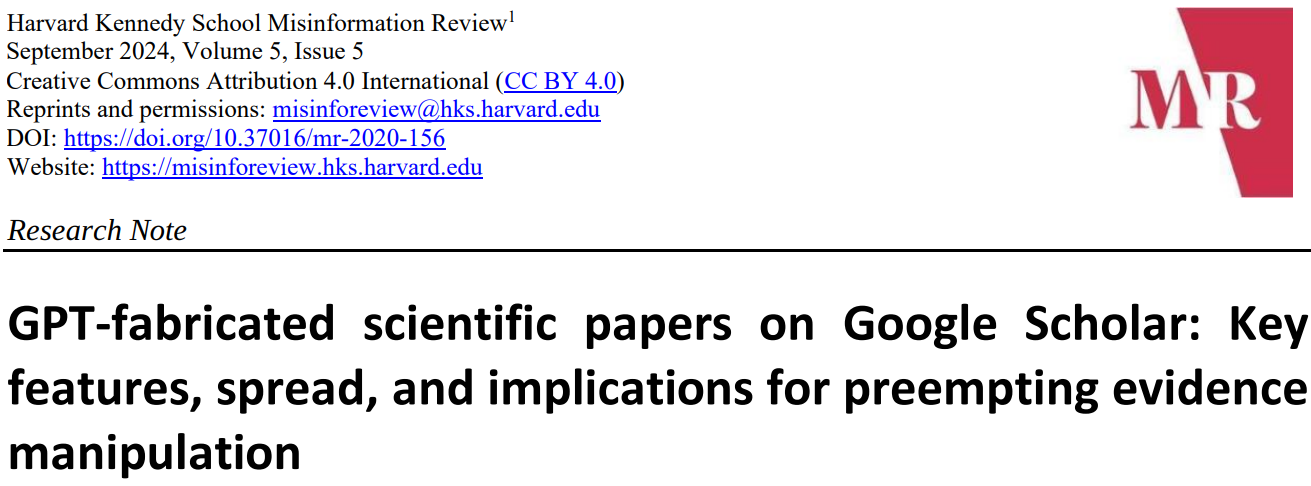 Harvard Kennedy School Misinformation Review1
September 2024, Volume 5, Issue 5
Creative Commons Attribution 4.0 International (CC BY 4.0)
Reprints and permissions: misinforeview@hks.harvard.edu
DOI: https://doi.org/10.37016/mr-2020-156
Website: https://misinforeview.hks.harvard.edu
MR
Research Note
GPT-fabricated scientific papers on Google Scholar: Key
features, spread, and implications for preempting evidence
manipulation